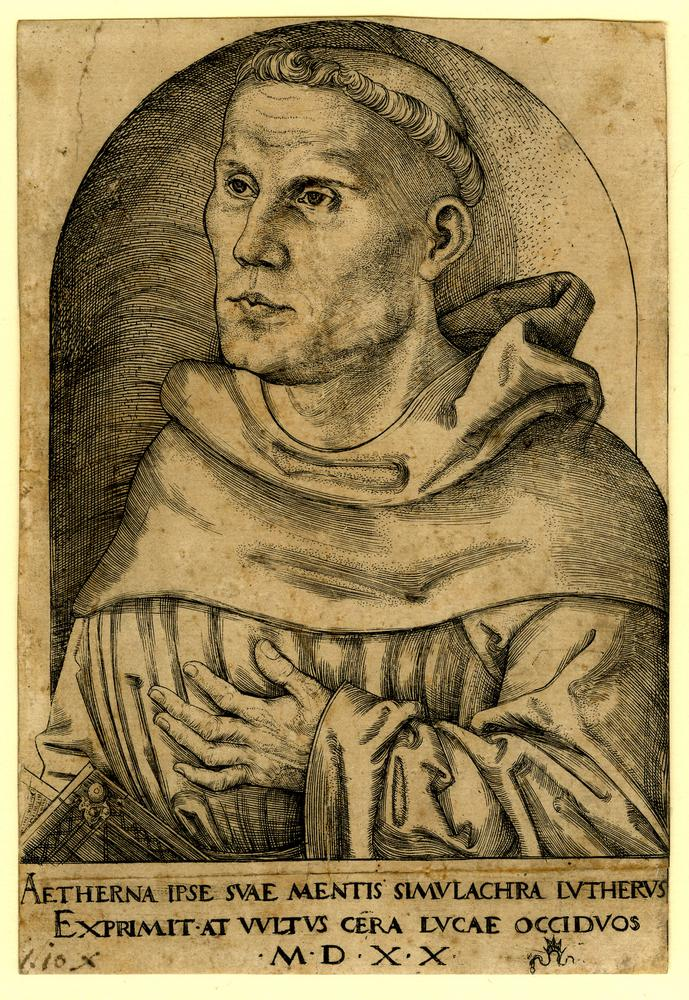 AETHERNA IPSE SVAE MENTIS SIMVLACHRA LVTHERVS
EXPRIMIT·AT VVLTVS CERA LVCAE OCCIDVOS
·M·D·X·X·